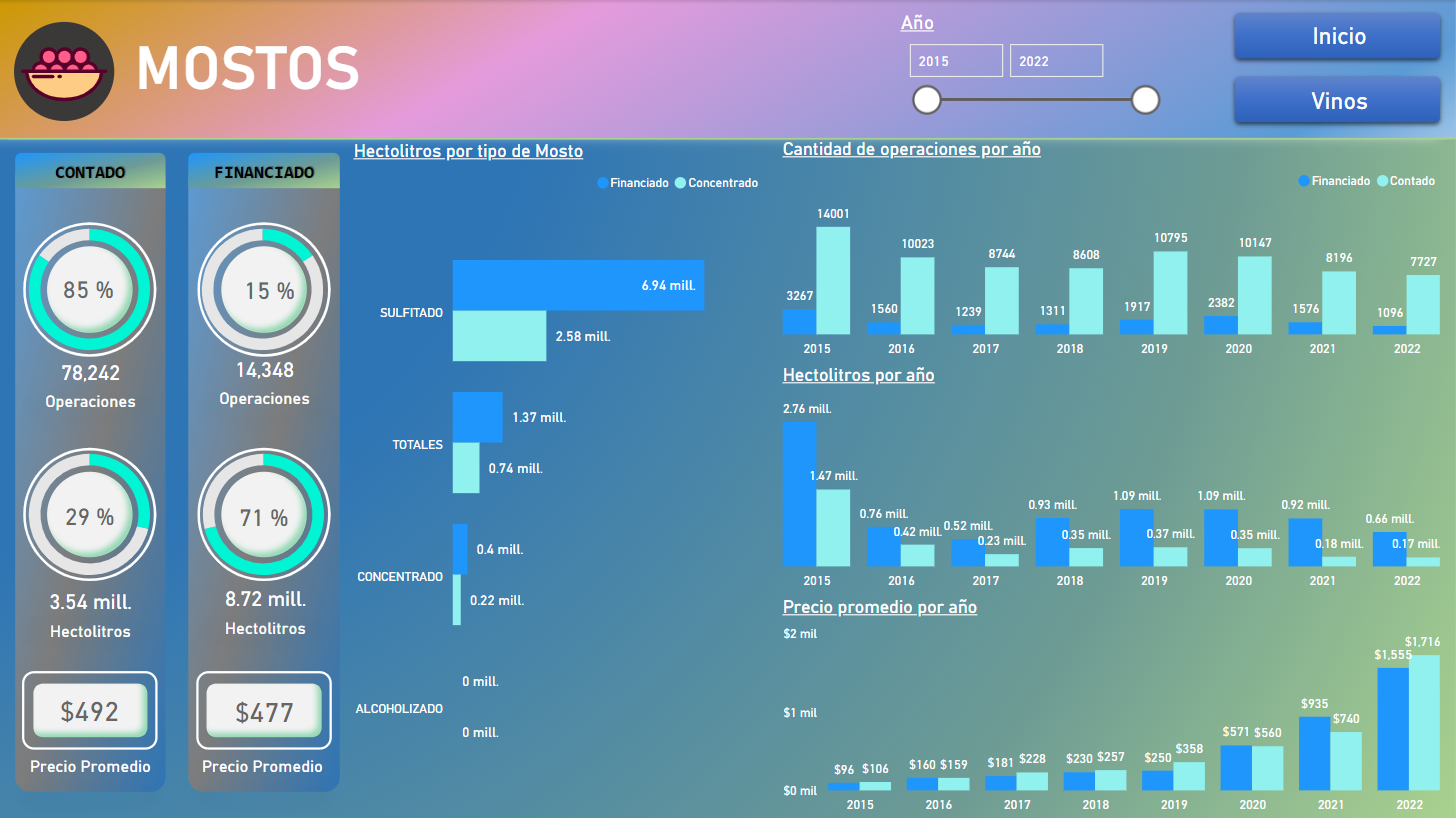 MOSTOS
Año
2015 2022
Inicio
Vinos
CONTADO
85 %
78,242
Operaciones
29 %
3.54 mill.
Hectolitros
$492
Precio Promedio
FINANCIADO
15 %
14,348
Operaciones
71 %
8.72 mill.
Hectolitros
$477
Precio Promedio
Hectolitros por tipo de Mosto
Financiado Concentrado
SULFITADO
6.94 mill.
2.58 mill.
TOTALES
1.37 mill.
0.74 mill.
CONCENTRADO
0.4 mill.
0.22 mill.
ALCOHOLIZADO
0 mill.
0 mill.
Cantidad de operaciones por año
Financiado Contado
3267 14001 1560 10023 1239 8744 1311 8608 1917 10795 2382 10147 1576 8196 1096 7727
2015 2016 2017 2018 2019 2020 2021 2022
Hectolitros por año
2.76 mill. 1.47 mill. 0.76 mill. 0.42 mill. 0.52 mill. 0.23 mill. 0.93 mill. 0.35 mill. 1.09 mill. 0.37 mill. 1.09 mill. 0.35 mill. 0.92 mill. 0.18 mill. 0.66 mill. 0.17 mill.
2015 2016 2017 2018 2019 2020 2021 2022
Precio promedio por año
$2 mil
$1 mil
$0 mil
$96 $106 $160 $159 $181 $228 $230 $257 $250 $358 $571 $560 $935 $740 $1,555 $1,716
2015 2016 2017 2018 2019 2020 2021 2022